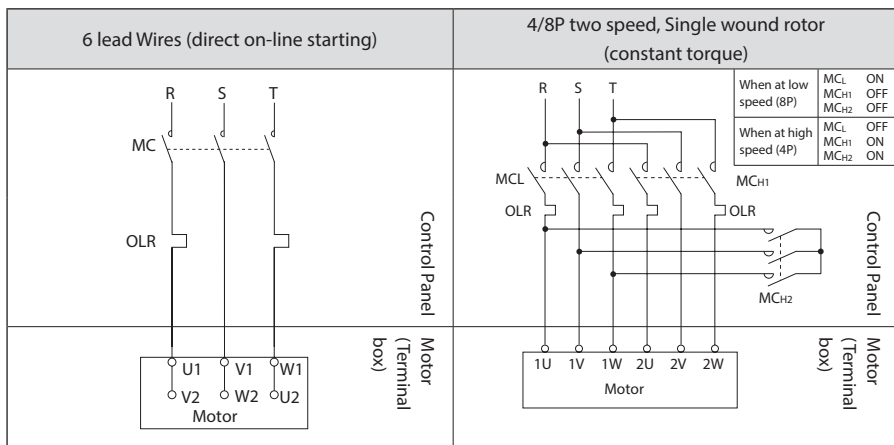 6 lead Wires (direct on-line starting)
4/8P two speed, Single wound rotor
(constant torque)
R S T
MC
OLR
Control Panel
Motor
(Terminal
box)
U1 V1 W1
V2 W2 U2
Motor
R S T
When at low
speed (8P)
MCL ON
MCH1 OFF
MCH2 OFF
When at high
speed (4P)
MCL OFF
MCH1 ON
MCH2 ON
MCL MCH1
OLR OLR
MCH2
Control Panel
Motor
(Terminal
box)
1U 1V 1W 2U 2V 2W
Motor